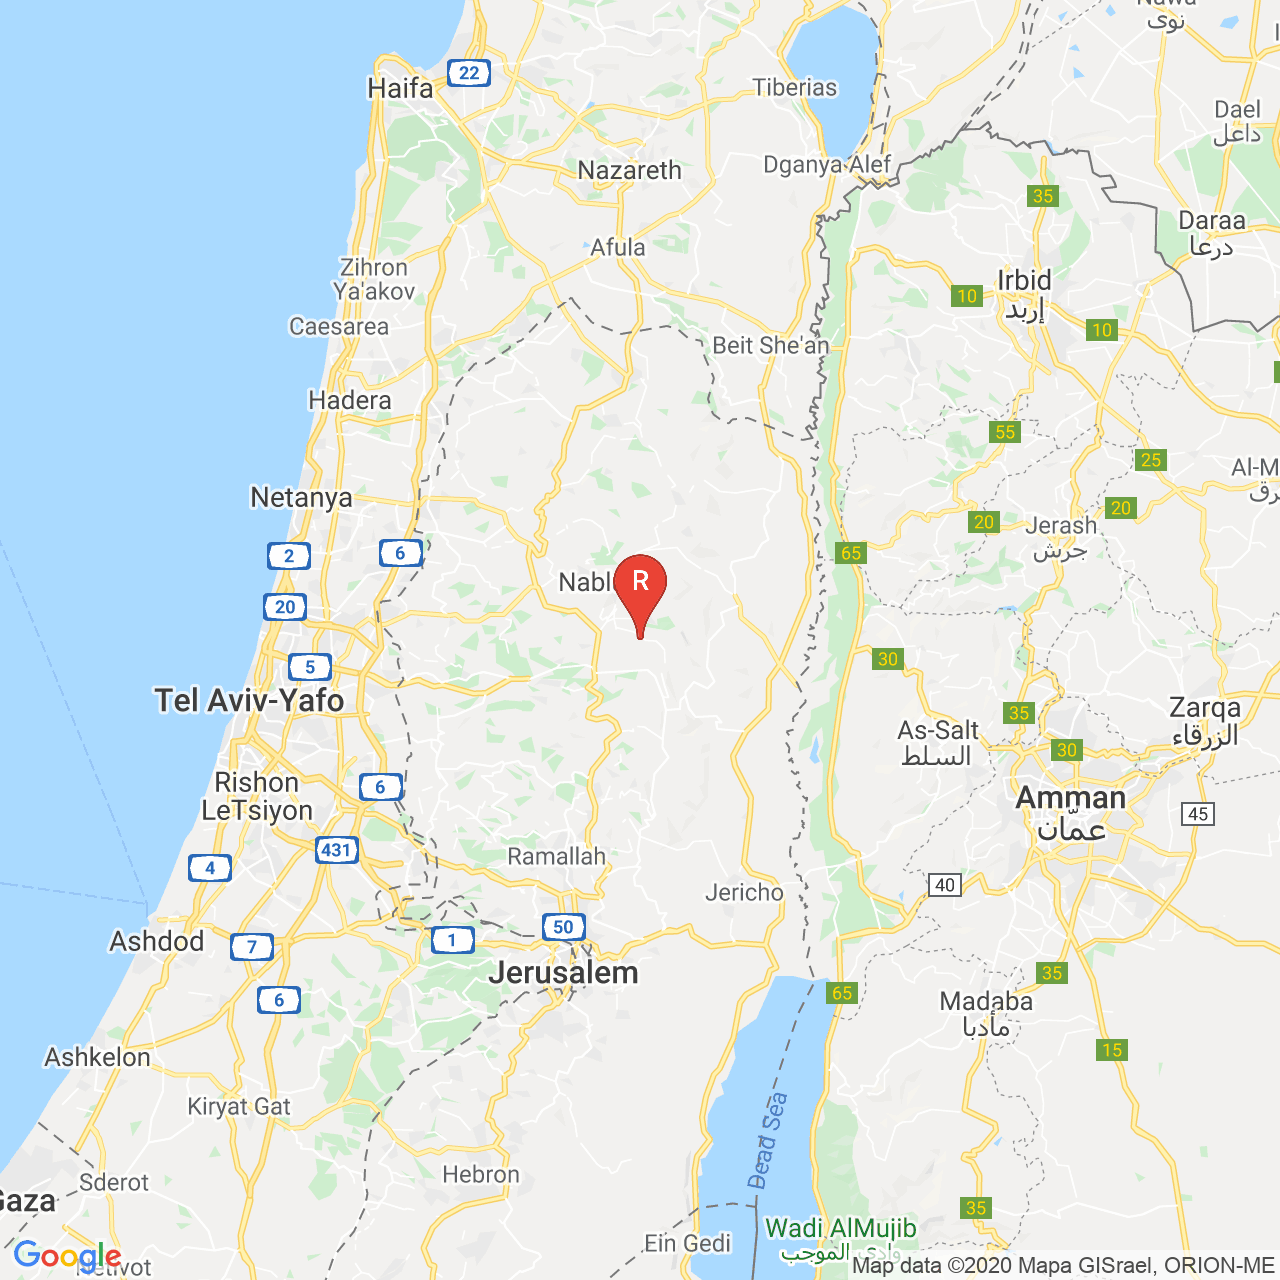 Nawa
نوى
22
Haifa
Tiberias
Dael
داعل
Nazareth
Dganya Alef
35
Daraa
درعا
Afula
Zihron
Ya'akov
Irbid
إربد
10
Caesarea
10
Beit She'an
Hadera
55
25
Al-M
Netanya
20
20
Jerash
جرش
2
6
65
Nabl
R
20
30
5
Tel Aviv-Yafo
35
Zarqa
الزرقاء
As-Salt
السلط
30
Rishon
LeTsiyon
6
Amman
عمّان
45
431
Ramallah
4
40
Jericho
50
Ashdod
7
1
Jerusalem
35
6
65
Madaba
مأدبا
Ashkelon
15
Kiryat Gat
Dead Sea
Hebron
Sderot
Gaza
35
Wadi AlMujib
وادي الموجب
Ein Gedi
Google
Netivot
Map data ©2020 Mapa GISrael, ORION-ME